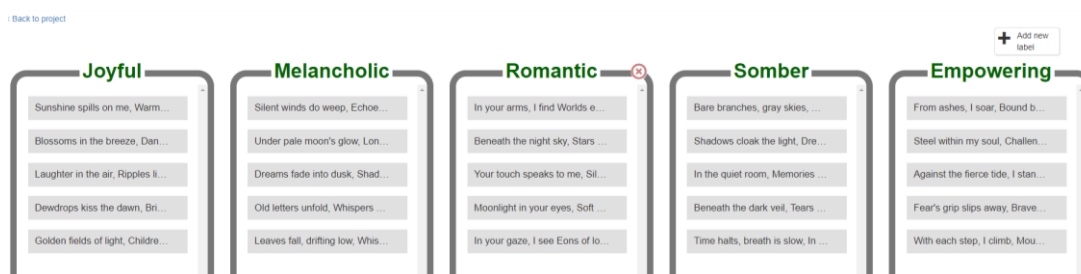 Back to project
Add new
label
Joyful
Sunshine spills on me, Warm…
Blossoms in the breeze, Dan…
Laughter in the air, Ripples li…
Dewdrops kiss the dawn, Bri…
Golden fields of light, Childre…
Melancholic
Silent winds do weep, Echoe…
Under pale moon's glow, Lon…
Dreams fade into dusk, Shad…
Old letters unfold, Whispers …
Leaves fall, drifting low, Whis…
Romantic
In your arms, I find Worlds e…
Beneath the night sky, Stars …
Your touch speaks to me, Sil…
Moonlight in your eyes, Soft …
In your gaze, I see Eons of lo…
Somber
Bare branches, gray skies, …
Shadows cloak the light, Dre…
In the quiet room, Memories …
Beneath the dark veil, Tears …
Time halts, breath is slow, In …
Empowering
From ashes, I soar, Bound b…
Steel within my soul, Challen…
Against the fierce tide, I stan…
Fear's grip slips away, Brave…
With each step, I climb, Mou…